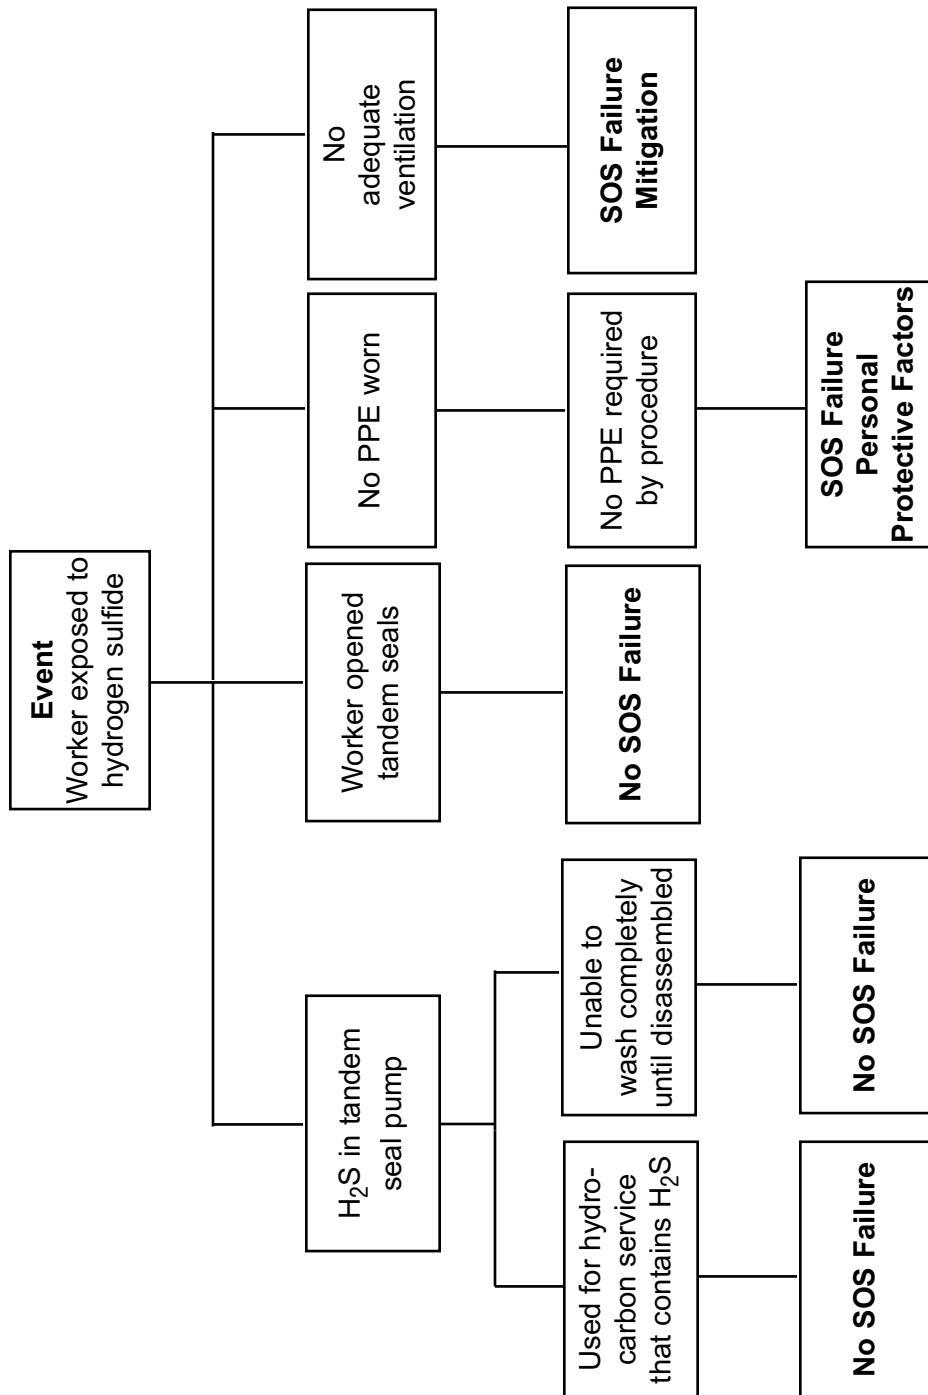 Event
Worker exposed to
hydrogen sulfide
H₂S in tandem
seal pump
Worker opened
tandem seals
No PPE worn
No
adequate
ventilation
Used for hydro-
carbon service
that contains H₂S
Unable to
wash completely
until disassembled
No SOS Failure
No PPE required
by procedure
SOS Failure
Mitigation
No SOS Failure
No SOS Failure
SOS Failure
Personal
Protective Factors